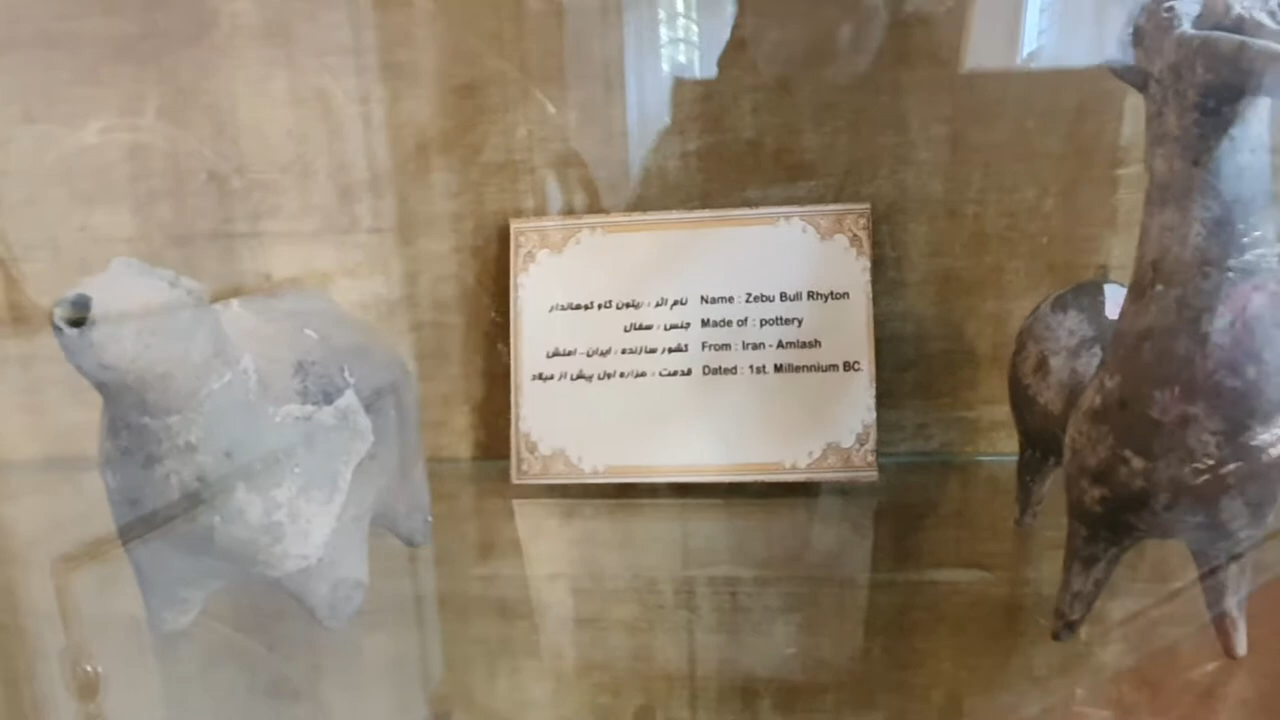 نام اثر : ریتون گاو کوهاندار Name : Zebu Bull Rhyton
جنس : سفال Made of : pottery
کشور سازنده : ایران - املش From : Iran - Amlash
قدمت : هزاره اول پیش از میلاد Dated : 1st. Millennium BC.